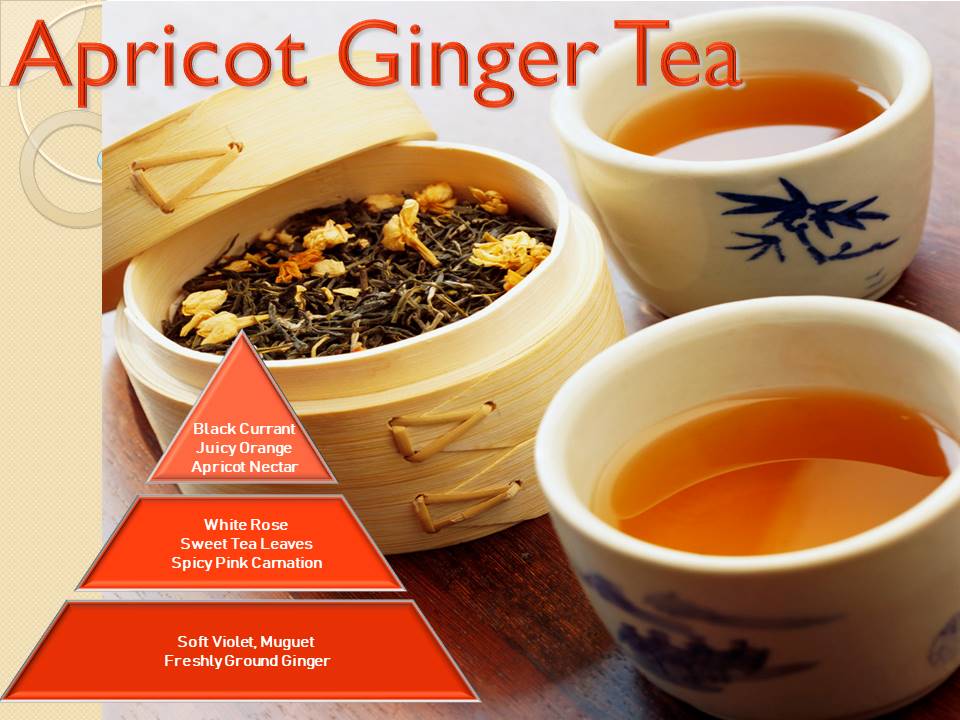 Apricot Ginger Tea
Black Currant
Juicy Orange
Apricot Nectar
White Rose
Sweet Tea Leaves
Spicy Pink Carnation
Soft Violet, Muguet
Freshly Ground Ginger